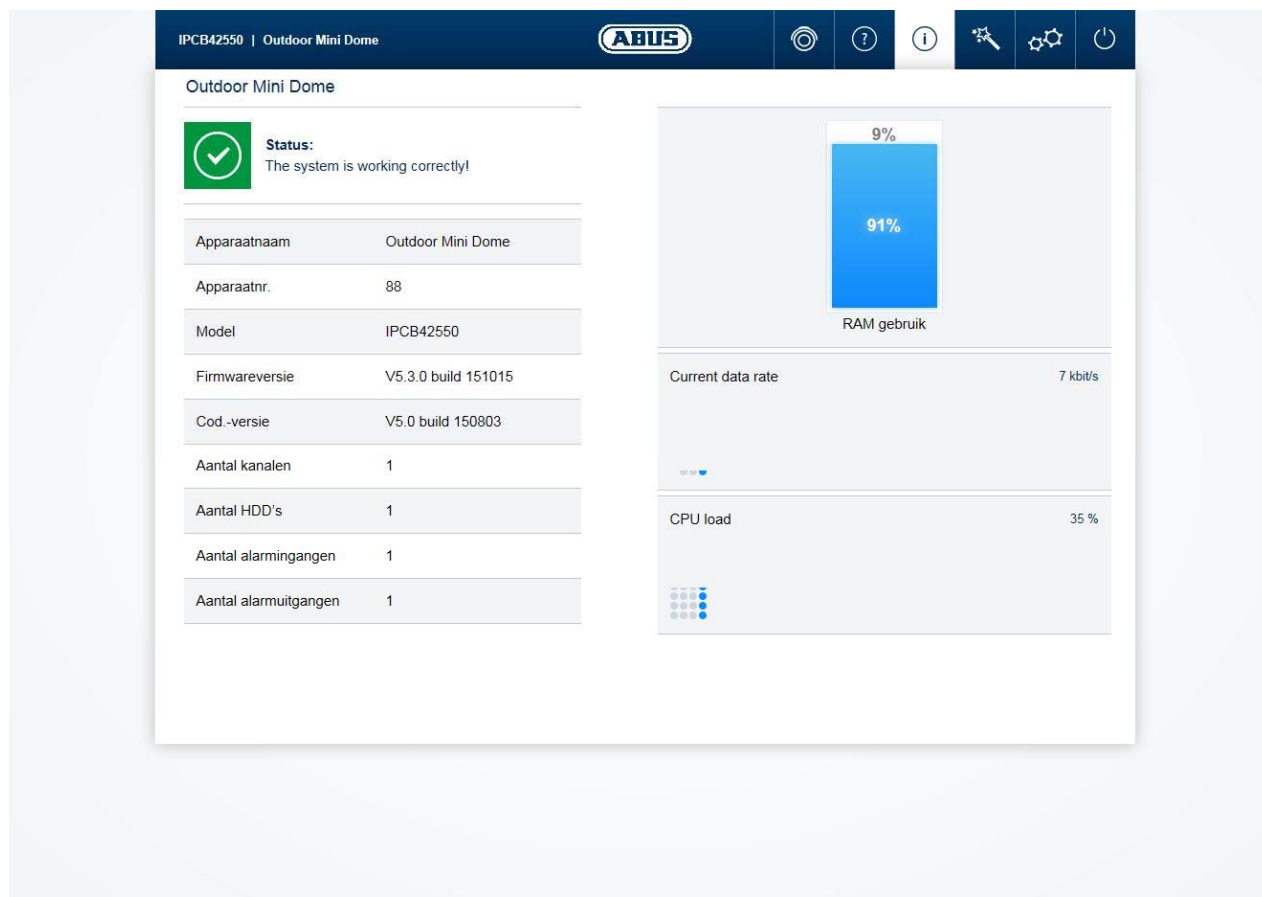 IPCB42550 | Outdoor Mini Dome
ABUS
Outdoor Mini Dome
Status:
The system is working correctly!
Apparaatnaam Outdoor Mini Dome
Apparaatnr. 88
Model IPCB42550
Firmwareversie V5.3.0 build 151015
Cod.-versie V5.0 build 150803
Aantal kanalen 1
Aantal HDD's 1
Aantal alarmingangen 1
Aantal alarmuitgangen 1
9%
91%
RAM gebruik
Current data rate 7 kbit/s
CPU load 35 %